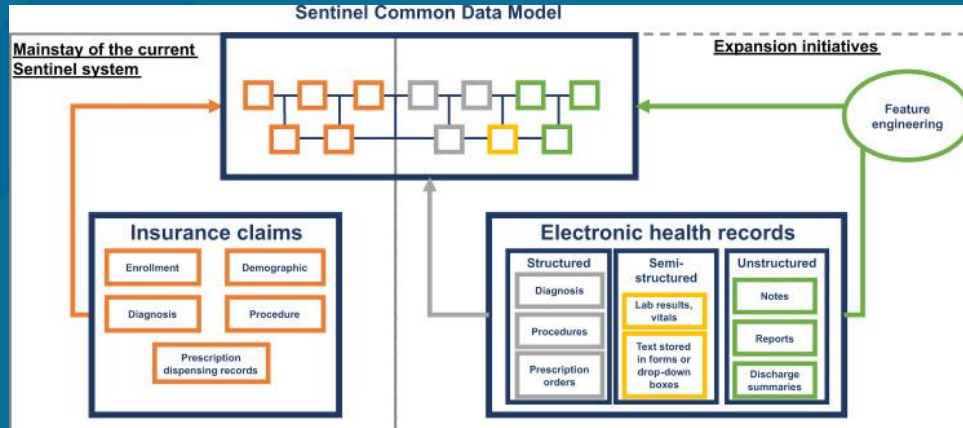 Sentinel Common Data Model
Mainstay of the current
Sentinel system
Expansion initiatives
Feature
engineering
Insurance claims
Enrollment
Demographic
Diagnosis
Procedure
Prescription
dispensing records
Electronic health records
Structured
Diagnosis
Procedures
Prescription
orders
Semi-
structured
Lab results,
vitals
Text stored
in forms or
drop-down
boxes
Unstructured
Notes
Reports
Discharge
summaries